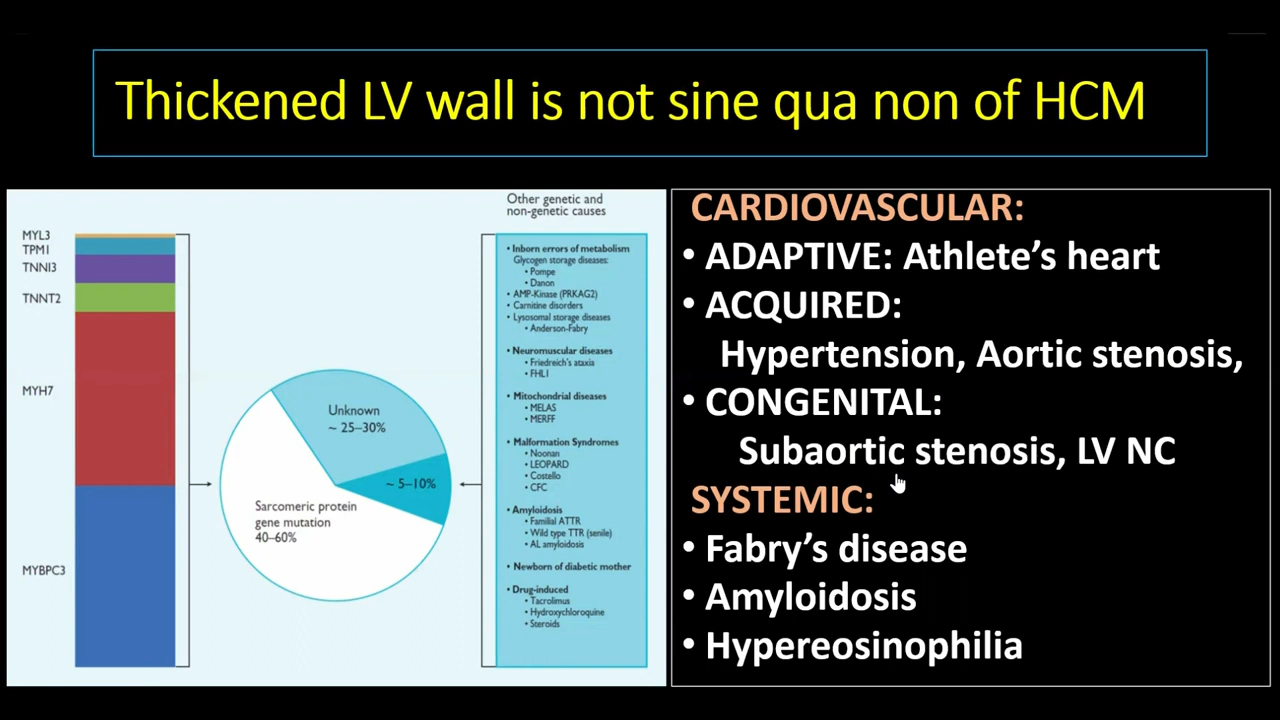 Thickened LV wall is not sine qua non of HCM
MYL3
TPM1
TNNI3
TNNT2
MYH7
MYBPC3
Unknown
~ 25–30%
~ 5–10%
Sarcomeric protein
gene mutation
40–60%
Other genetic and
non-genetic causes
• Inborn errors of metabolism
Glycogen storage diseases:
• Pompe
• Danon
• AMP-Kinase (PRKAG2)
• Carnitine disorders
• Lysosomal storage diseases
• Anderson-Fabry
• Neuromuscular diseases
• Friedreich's ataxia
• FHL1
• Mitochondrial diseases
• MELAS
• MERFF
• Malformation Syndromes
• Noonan
• LEOPARD
• Costello
• CFC
• Amyloidosis
• Familial ATTR
• Wild type TTR (senile)
• AL amyloidosis
• Newborn of diabetic mother
• Drug-induced
• Tacrolimus
• Hydroxychloroquine
• Steroids
CARDIOVASCULAR:
• ADAPTIVE: Athlete's heart
• ACQUIRED:
Hypertension, Aortic stenosis,
• CONGENITAL:
Subaortic stenosis, LV NC
SYSTEMIC:
• Fabry's disease
• Amyloidosis
• Hypereosinophilia